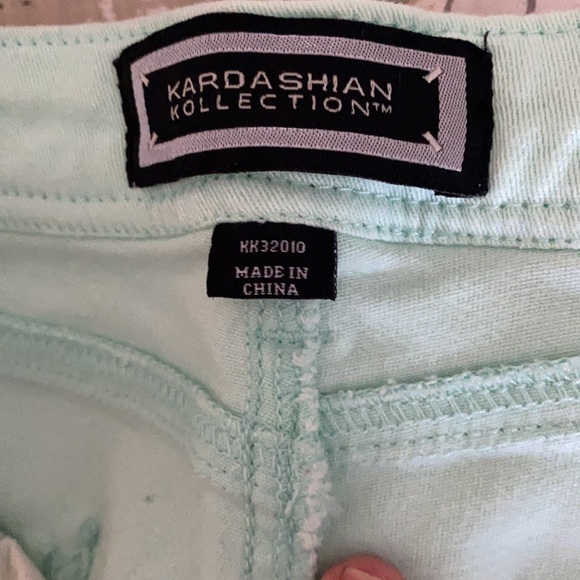 KARDASHIAN
KOLLECTION™
KK32010
MADE IN
CHINA